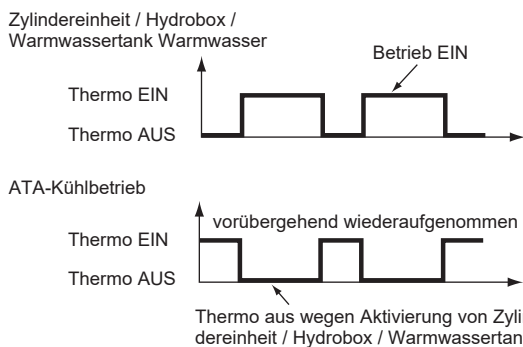 Zylindereinheit / Hydrobox /
Warmwassertank Warmwasser
Betrieb EIN
Thermo EIN
Thermo AUS
ATA-Kühlbetrieb
vorübergehend wiederaufgenommen
Thermo EIN
Thermo AUS
Thermo aus wegen Aktivierung von Zyli
dereinheit / Hydrobox / Warmwassertan